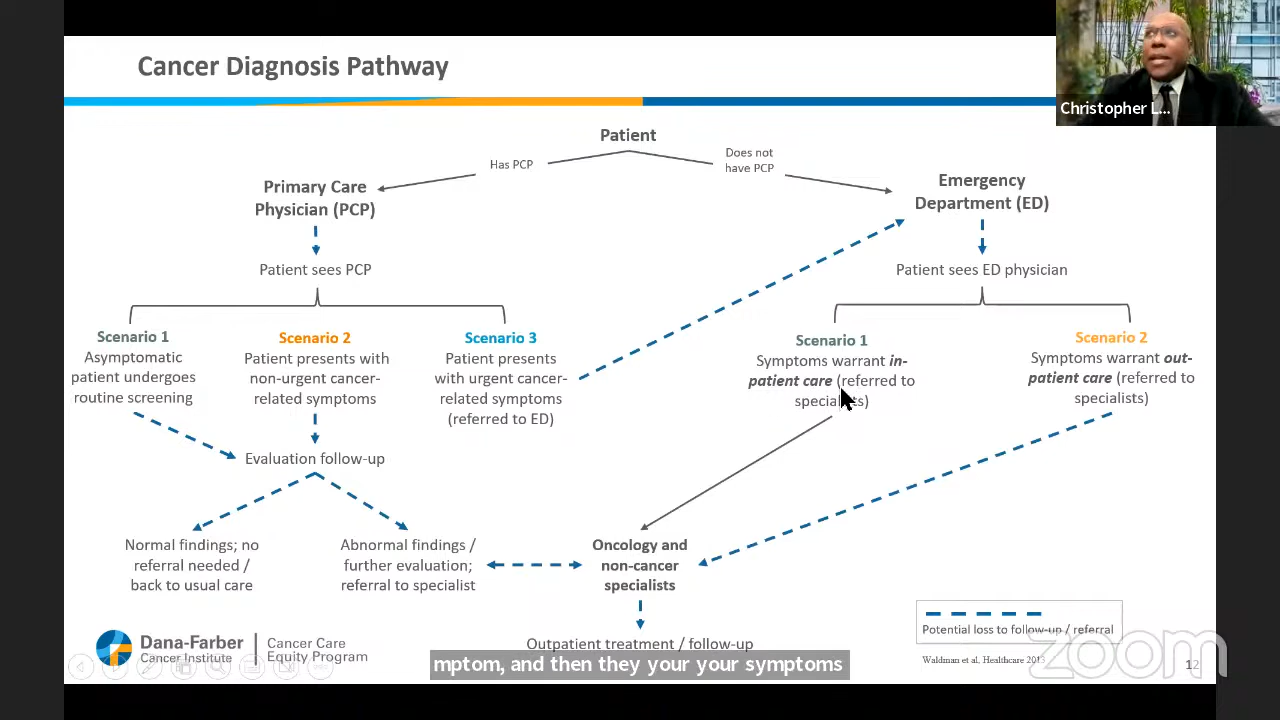 Cancer Diagnosis Pathway
Christopher L...
Patient
Has PCP
Does not
have PCP
Primary Care
Physician (PCP)
Emergency
Department (ED)
Patient sees PCP
Patient sees ED physician
Scenario 1
Asymptomatic
patient undergoes
routine screening
Scenario 2
Patient presents with
non-urgent cancer-
related symptoms
Scenario 3
Patient presents
with urgent cancer-
related symptoms
(referred to ED)
Scenario 1
Symptoms warrant in-
patient care (referred to
specialists)
Scenario 2
Symptoms warrant out-
patient care (referred to
specialists)
Evaluation follow-up
Normal findings; no
referral needed /
back to usual care
Abnormal findings /
further evaluation;
referral to specialist
Oncology and
non-cancer
specialists
Outpatient treatment / follow-up
Potential loss to follow-up / referral
Dana-Farber
Cancer Institute
Cancer Care
Equity Program
Waldman et al, Healthcare 2013
zoom
12
mptom, and then they your your symptoms